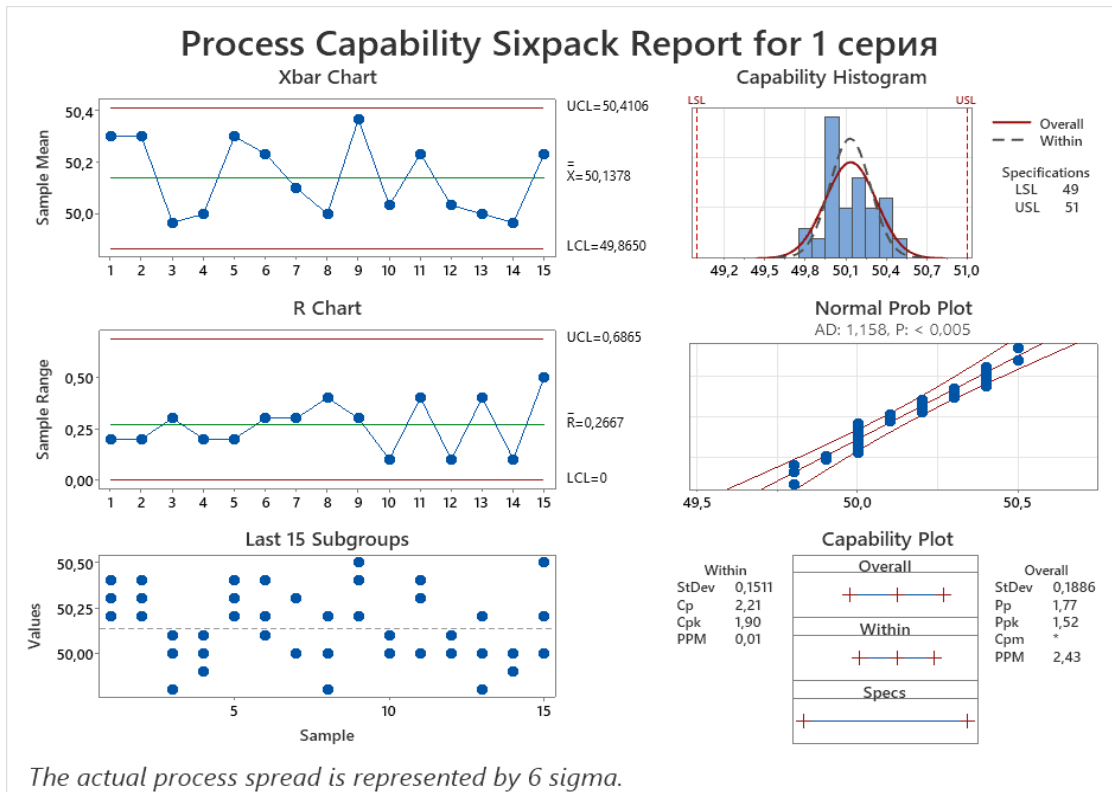 Process Capability Sixpack Report for 1 серия
Xbar Chart
Sample Mean
50,4
50,2
50,0
1 2 3 4 5 6 7 8 9 10 11 12 13 14 15
UCL=50,4106
X=50,1378
LCL=49,8650
Capability Histogram
LSL
USL
49,2 49,5 49,8 50,1 50,4 50,7 51,0
Overall
Within
Specifications
LSL 49
USL 51
R Chart
Sample Range
0,50
0,25
0,00
1 2 3 4 5 6 7 8 9 10 11 12 13 14 15
UCL=0,6865
R=0,2667
LCL=0
Normal Prob Plot
AD: 1,158, P: < 0,005
49,5 50,0 50,5
Last 15 Subgroups
Values
50,50
50,25
50,00
5 10 15
Sample
Capability Plot
Within
StDev 0,1511
Cp 2,21
Cpk 1,90
PPM 0,01
Overall
Within
Specs
Overall
StDev 0,1886
Pp 1,77
Ppk 1,52
Cpm *
PPM 2,43
The actual process spread is represented by 6 sigma.